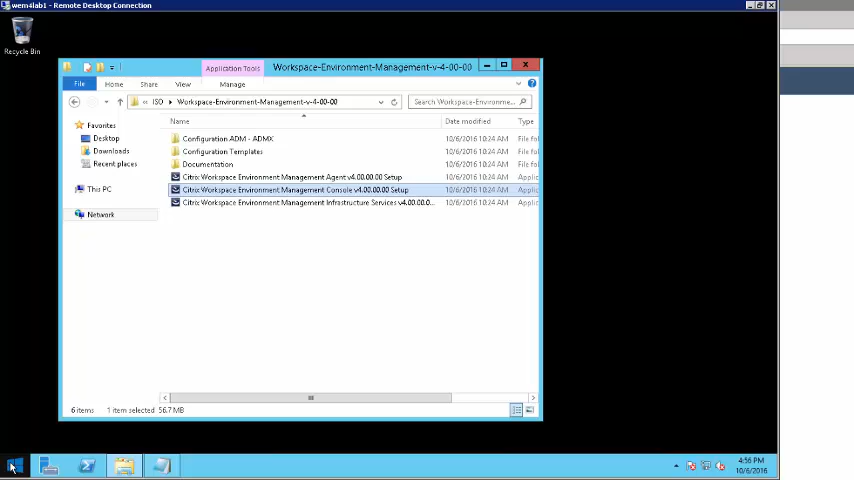 wem4lab1 - Remote Desktop Connection
Recycle Bin
Application Tools
Workspace-Environment-Management-v-4-00-00
File Home Share View Manage
« ISO ▸ Workspace-Environment-Management-v-4-00-00
Search Workspace-Environme...
Name Date modified Type
Favorites
Desktop
Downloads
Recent places
This PC
Network
Configuration ADM - ADMX 10/6/2016 10:24 AM File fol
Configuration Templates 10/6/2016 10:24 AM File fol
Documentation 10/6/2016 10:24 AM File fol
Citrix Workspace Environment Management Agent v4.00.00.00 Setup 10/6/2016 10:24 AM Applic
Citrix Workspace Environment Management Console v4.00.00.00 Setup 10/6/2016 10:24 AM Applic
Citrix Workspace Environment Management Infrastructure Services v4.00.00.0... 10/6/2016 10:24 AM Applic
6 items 1 item selected 56.7 MB
4:56 PM
10/6/2016